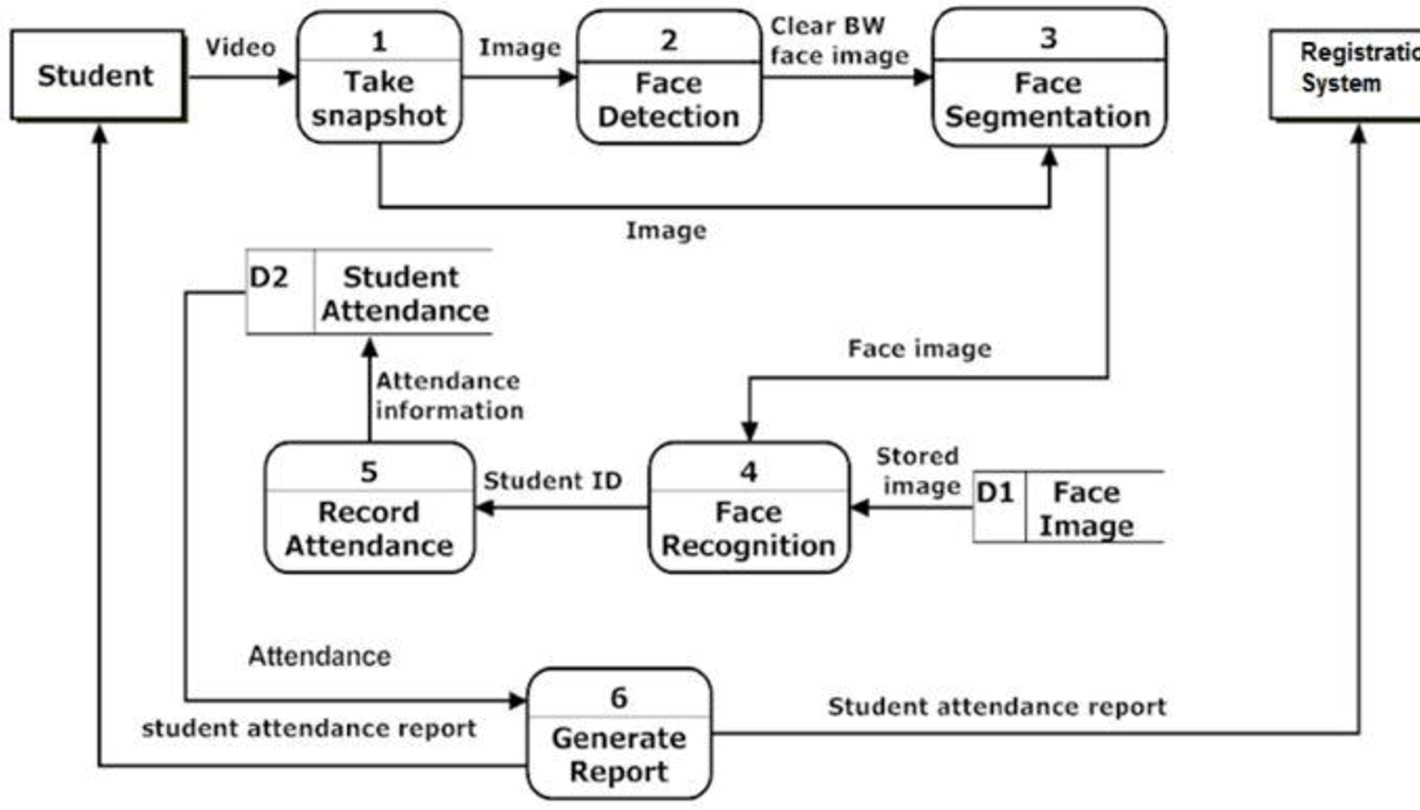 Student
Video
1
Take
snapshot
Image
2
Face
Detection
Clear BW
face image
3
Face
Segmentation
Registratio
System
Image
D2
Student
Attendance
Face image
Attendance
information
5
Record
Attendance
Student ID
4
Face
Recognition
Stored
image
D1
Face
Image
Attendance
student attendance report
6
Generate
Report
Student attendance report